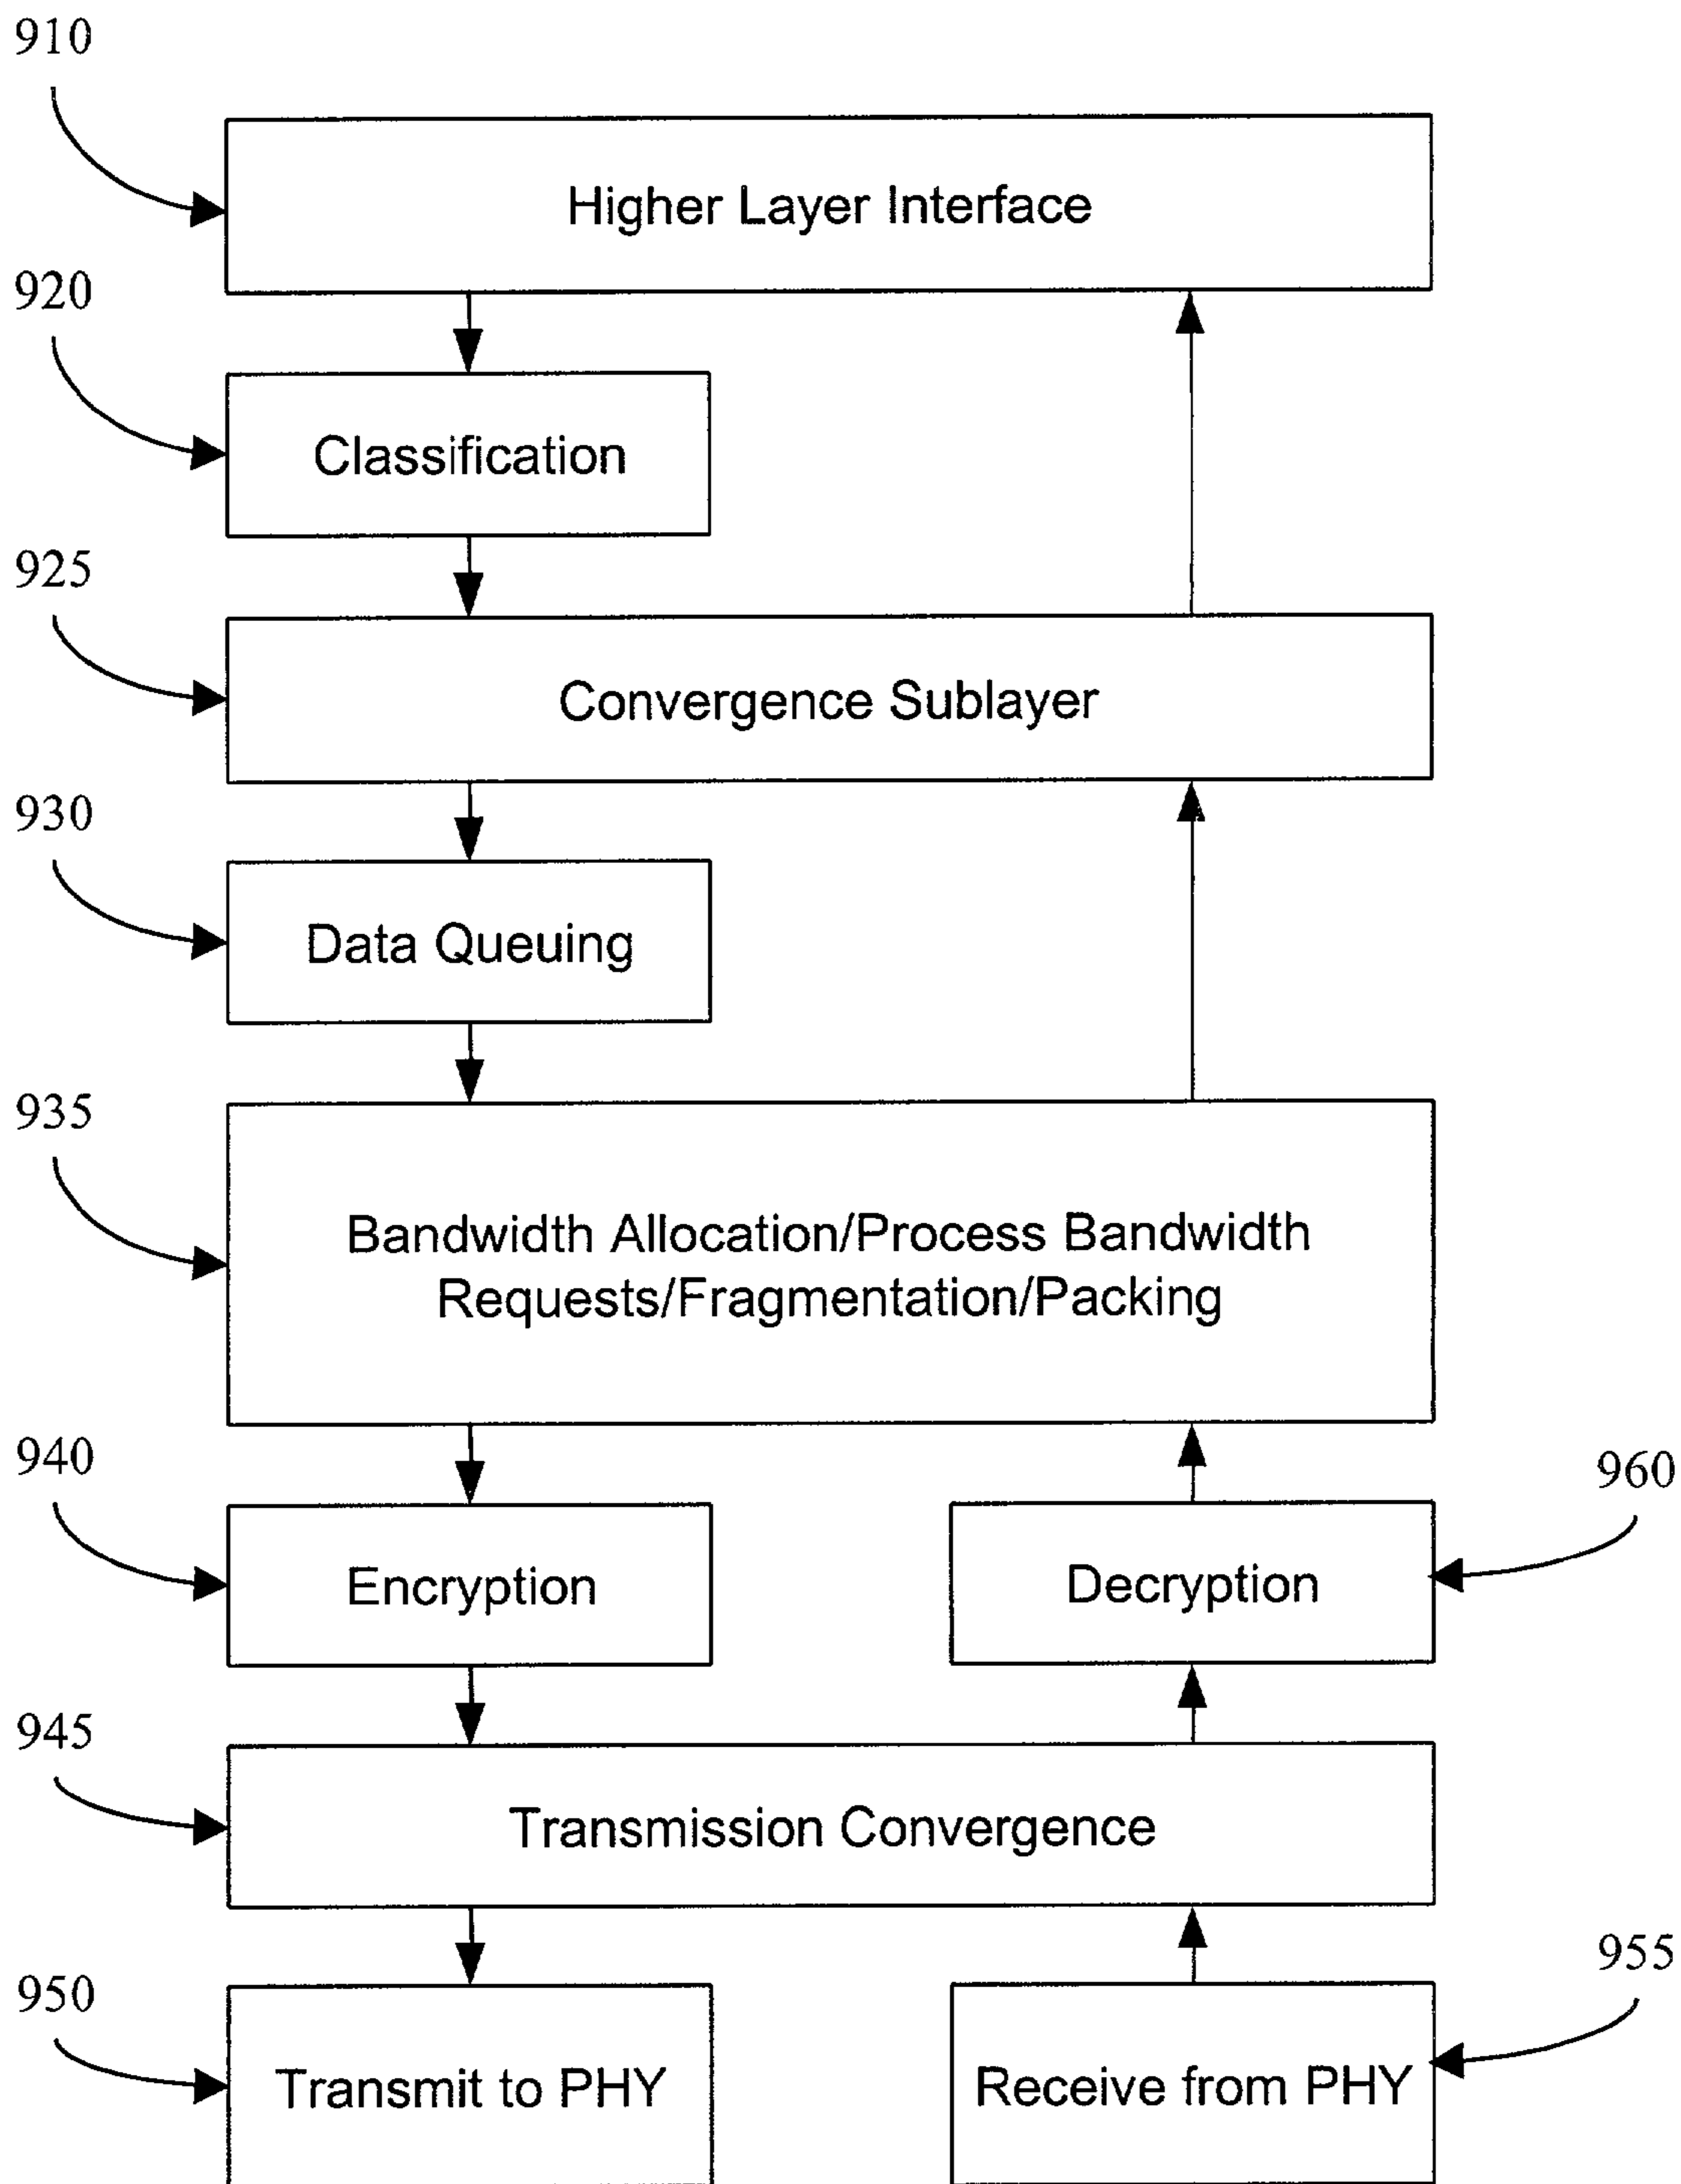 910
Higher Layer Interface
920
Classification
925
Convergence Sublayer
930
Data Queuing
935
Bandwidth Allocation/Process Bandwidth
Requests/Fragmentation/Packing
940
960
Encryption
Decryption
945
Transmission Convergence
955
950
Transmit to PHY
Receive from PHY